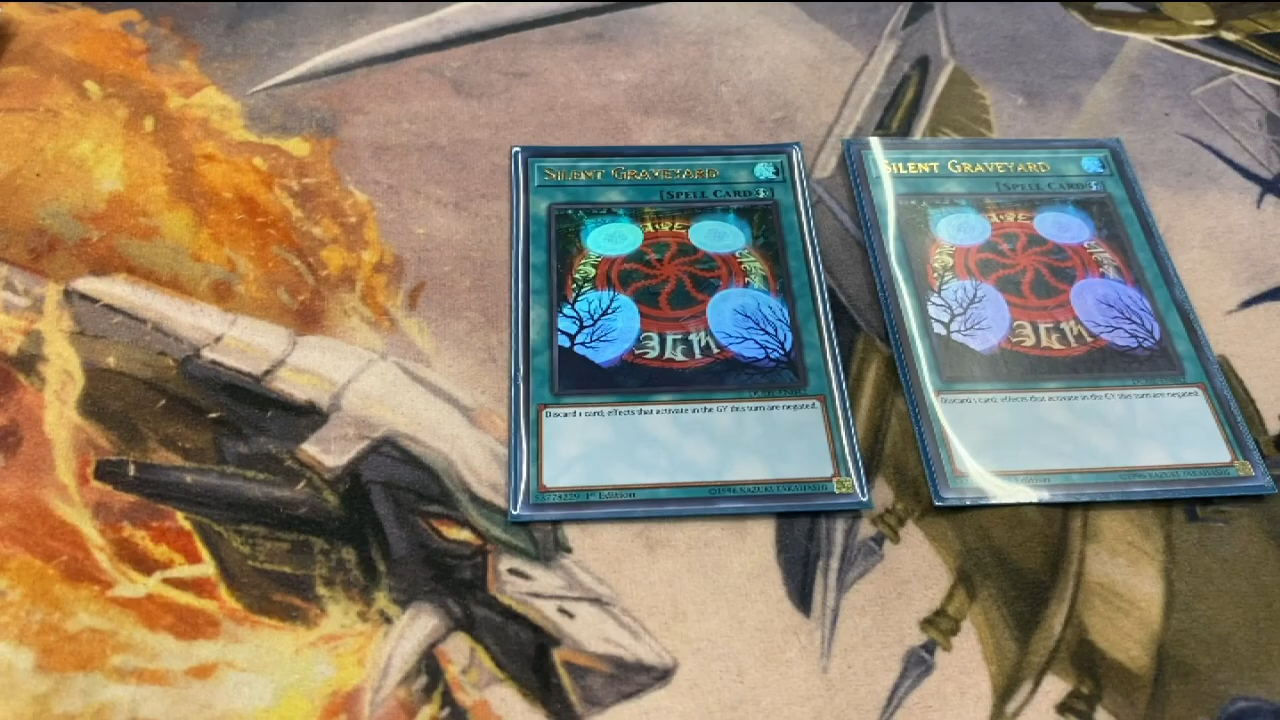 SILENT GRAVEYARD
[SPELL CARD
Discard 1 card; effects that activate in the GY this turn are negated.
1st Edition
©1996 KAZUKI TAKAHASHI
SILENT GRAVEYARD
[SPELL CARD
Discard 1 card; effects that activate in the GY this turn are negated.
Edition
©1996 KAZUKI TAKAHASHI